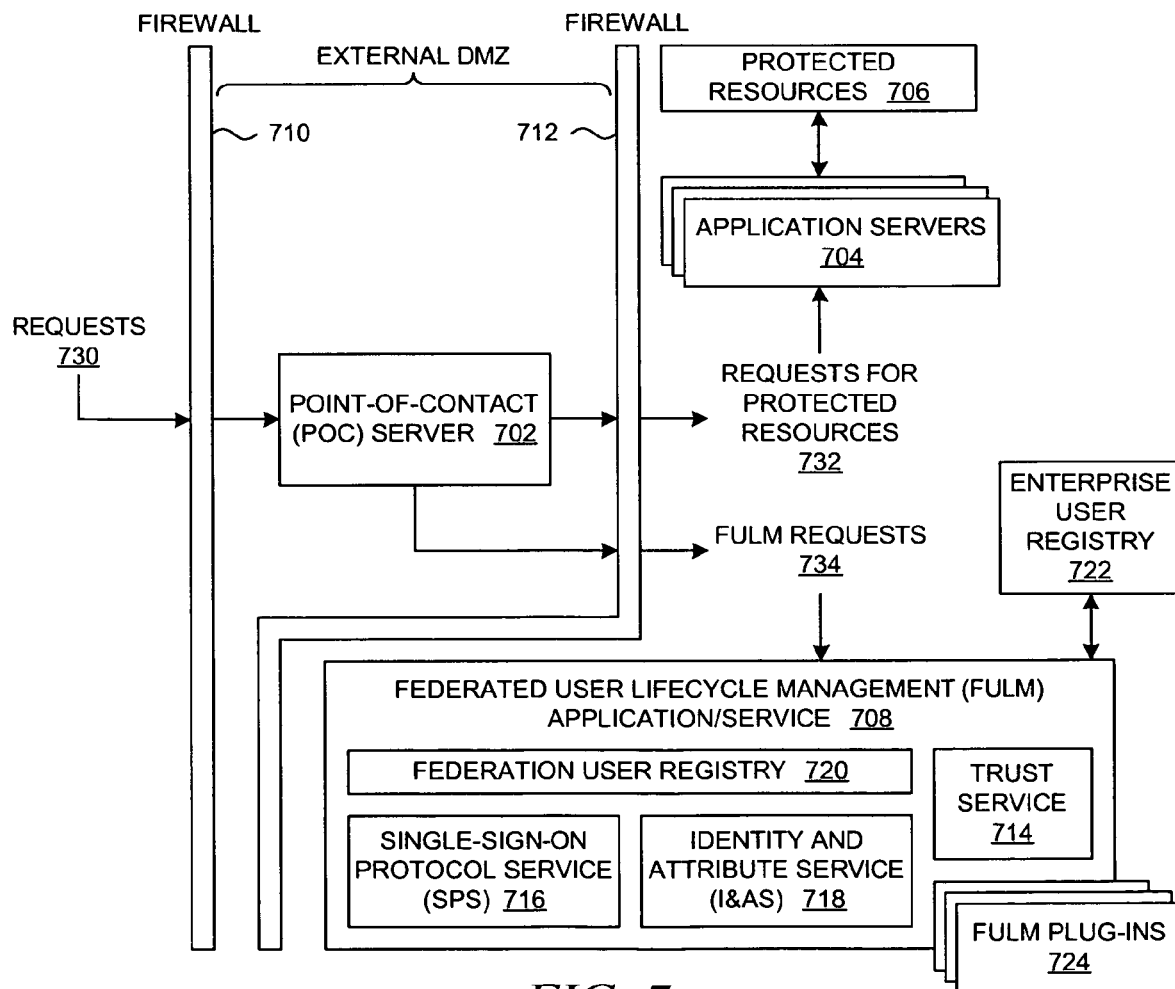 FIREWALL
FIREWALL
EXTERNAL DMZ
710
712
PROTECTED
RESOURCES 706
APPLICATION SERVERS
704
REQUESTS
730
POINT-OF-CONTACT
(POC) SERVER 702
REQUESTS FOR
PROTECTED
RESOURCES
732
FULM REQUESTS
734
ENTERPRISE
USER
REGISTRY
722
FEDERATED USER LIFECYCLE MANAGEMENT (FULM)
APPLICATION/SERVICE 708
FEDERATION USER REGISTRY 720
TRUST
SERVICE
714
SINGLE-SIGN-ON
PROTOCOL SERVICE
(SPS) 716
IDENTITY AND
ATTRIBUTE SERVICE
(I&AS) 718
FULM PLUG-INS
724
FIG. 7